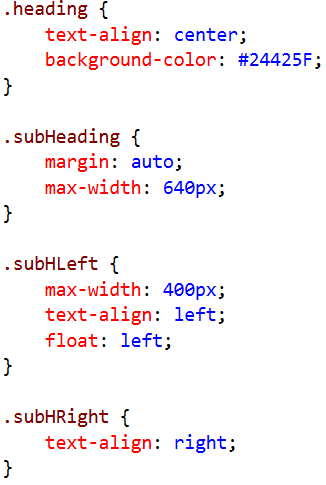 .heading {
    text-align: center;
    background-color: #24425F;
}

.subHeading {
    margin: auto;
    max-width: 640px;
}

.subHLeft {
    max-width: 400px;
    text-align: left;
    float: left;
}

.subHRight {
    text-align: right;
}